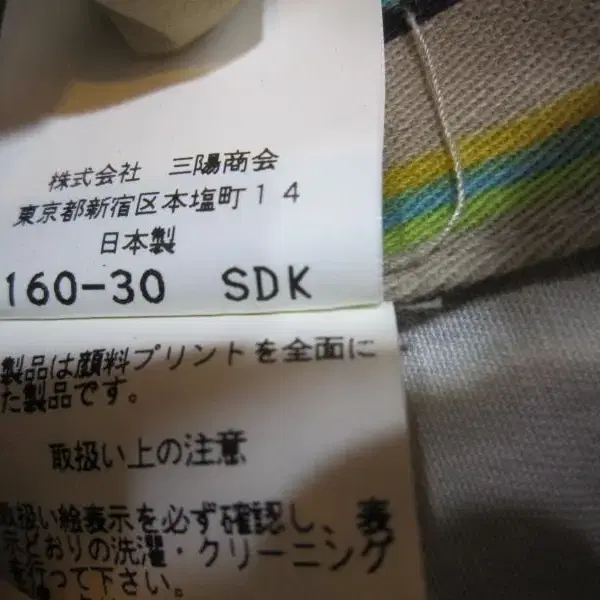 株式会社 三陽商会
東京都新宿区本塩町14
日本製
160-30 SDK
製品は顔料プリントを全面に
た製品です。
取扱い上の注意
取扱い絵表示を必ず確認し、表
示どおりの洗濯・クリーニング
を行って下さい。